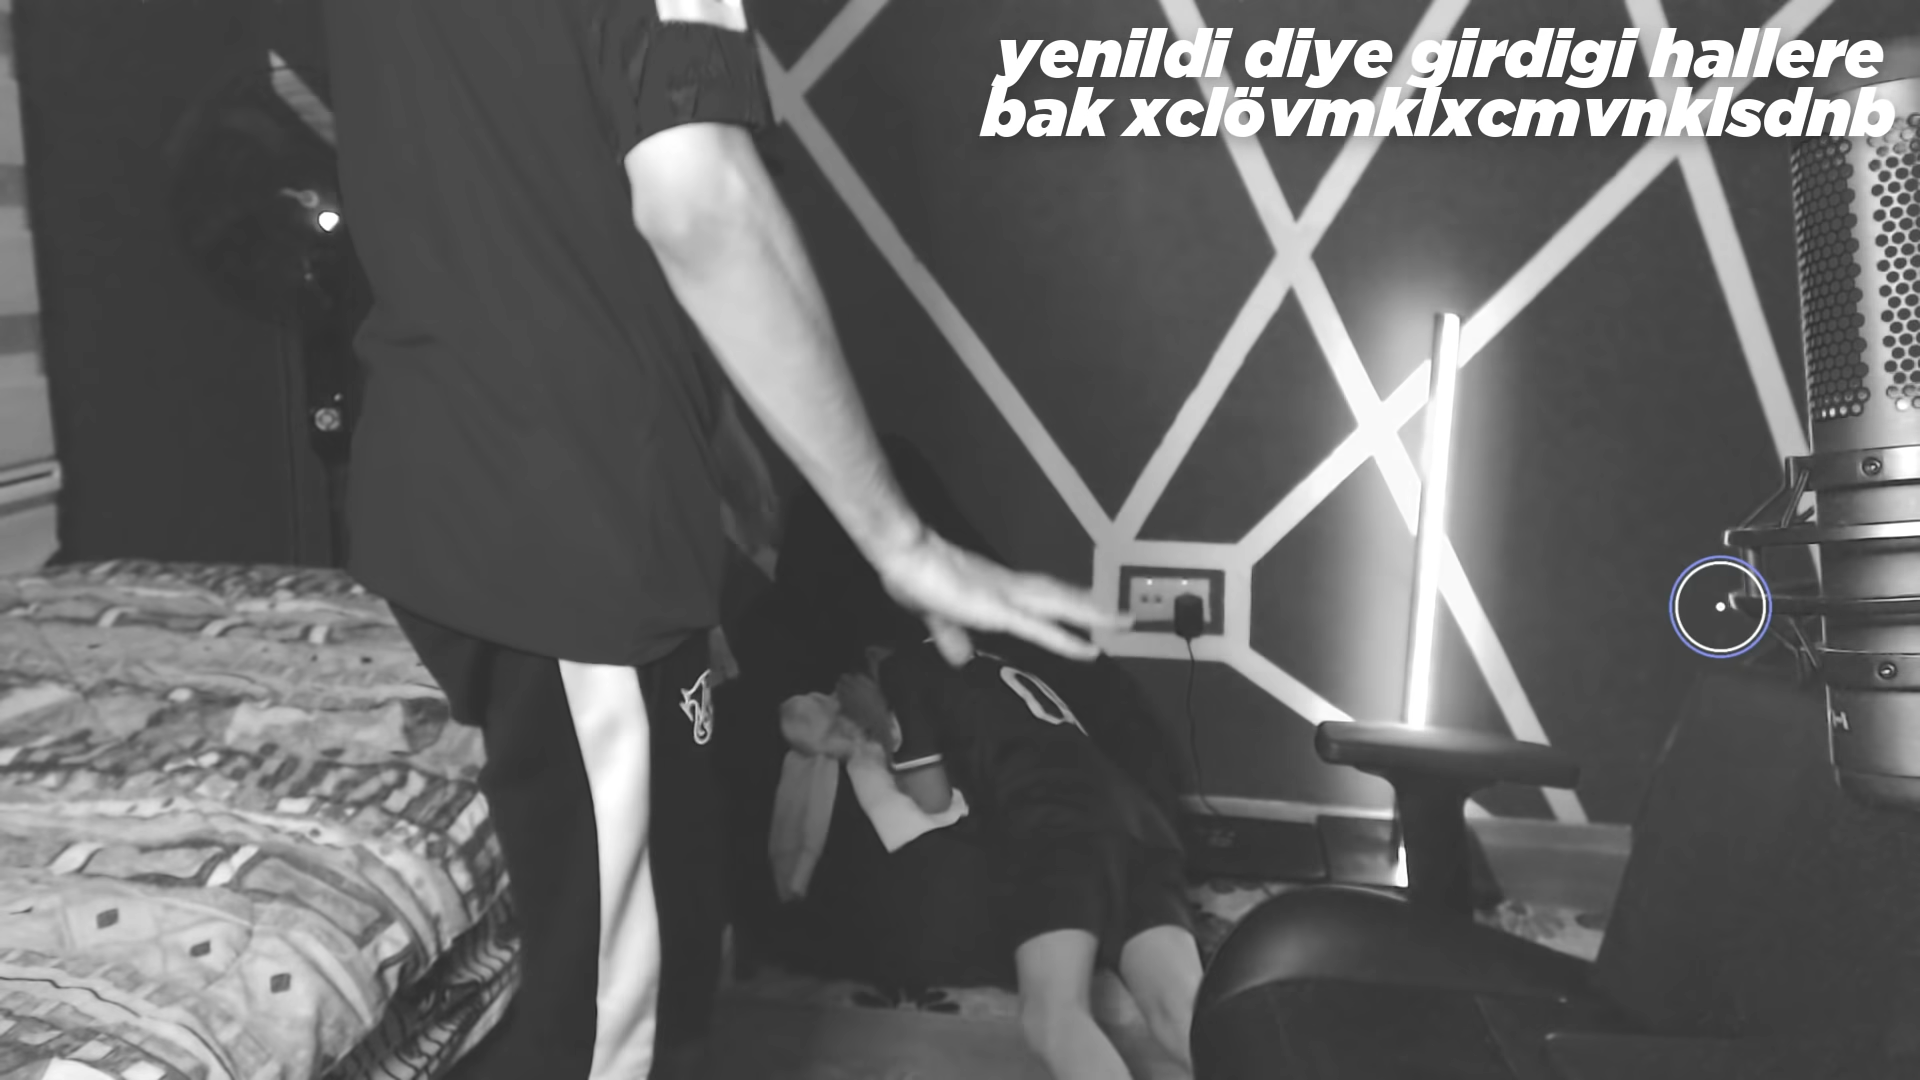 yenildi diye girdigi hallere
bak xclövmklxcmvnklsdnb